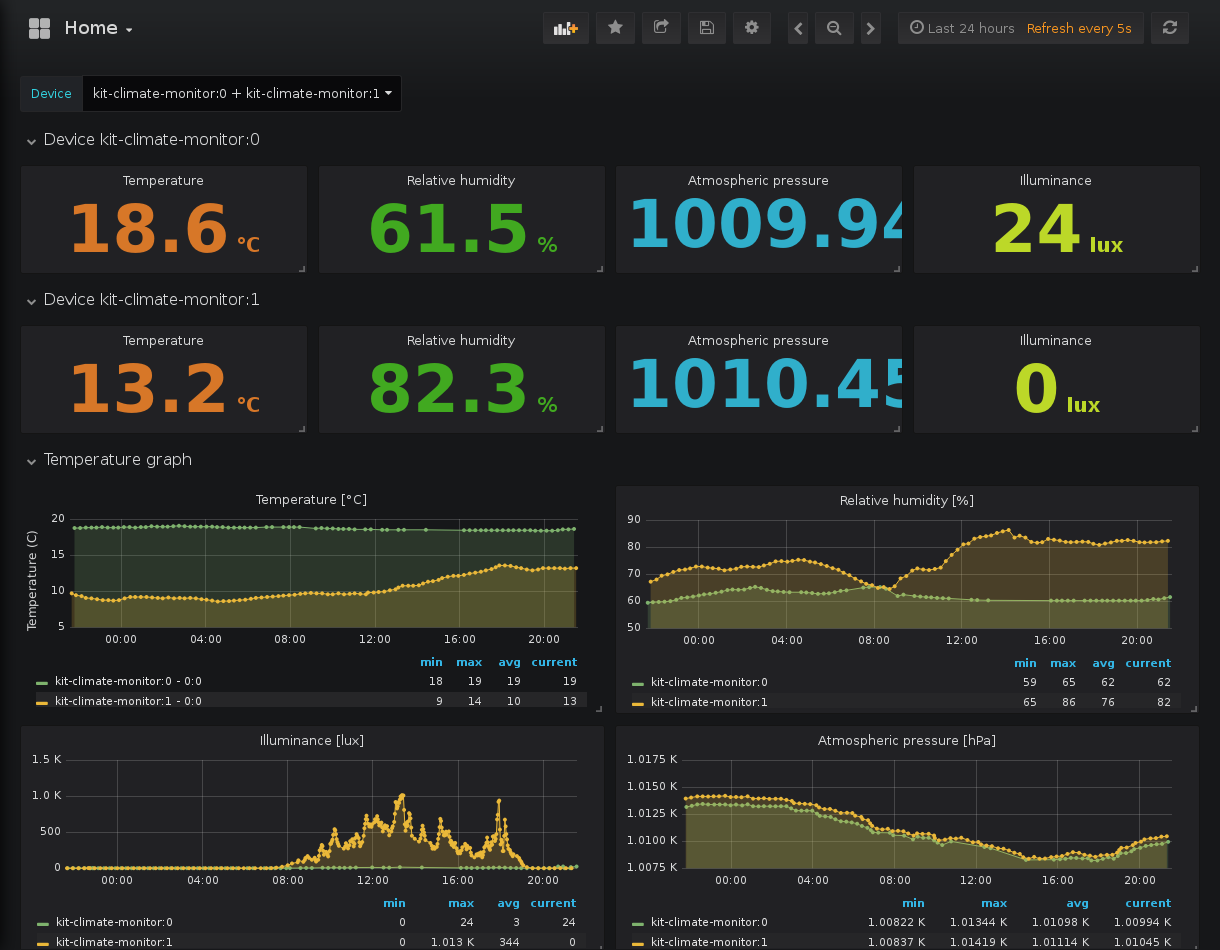 Home
Last 24 hours Refresh every 5s
Device kit-climate-monitor:0 + kit-climate-monitor:1
Device kit-climate-monitor:0
Temperature Relative humidity Atmospheric pressure Illuminance
18.6 °C 61.5 % 1009.94 24 lux
Device kit-climate-monitor:1
Temperature Relative humidity Atmospheric pressure Illuminance
13.2 °C 82.3 % 1010.45 0 lux
Temperature graph
Temperature [°C]
Temperature (C)
20
15
10
5
00:00 04:00 08:00 12:00 16:00 20:00
min max avg current
kit-climate-monitor:0 - 0:0 18 19 19 19
kit-climate-monitor:1 - 0:0 9 14 10 13
Relative humidity [%]
90
80
70
60
50
00:00 04:00 08:00 12:00 16:00 20:00
min max avg current
kit-climate-monitor:0 59 65 62 62
kit-climate-monitor:1 65 86 76 82
Illuminance [lux]
1.5 K
1.0 K
500
0
00:00 04:00 08:00 12:00 16:00 20:00
min max avg current
kit-climate-monitor:0 0 24 3 24
kit-climate-monitor:1 0 1.013 K 344 0
Atmospheric pressure [hPa]
1.0175 K
1.0150 K
1.0125 K
1.0100 K
1.0075 K
00:00 04:00 08:00 12:00 16:00 20:00
min max avg current
kit-climate-monitor:0 1.00822 K 1.01344 K 1.01098 K 1.00994 K
kit-climate-monitor:1 1.00837 K 1.01419 K 1.01114 K 1.01045 K